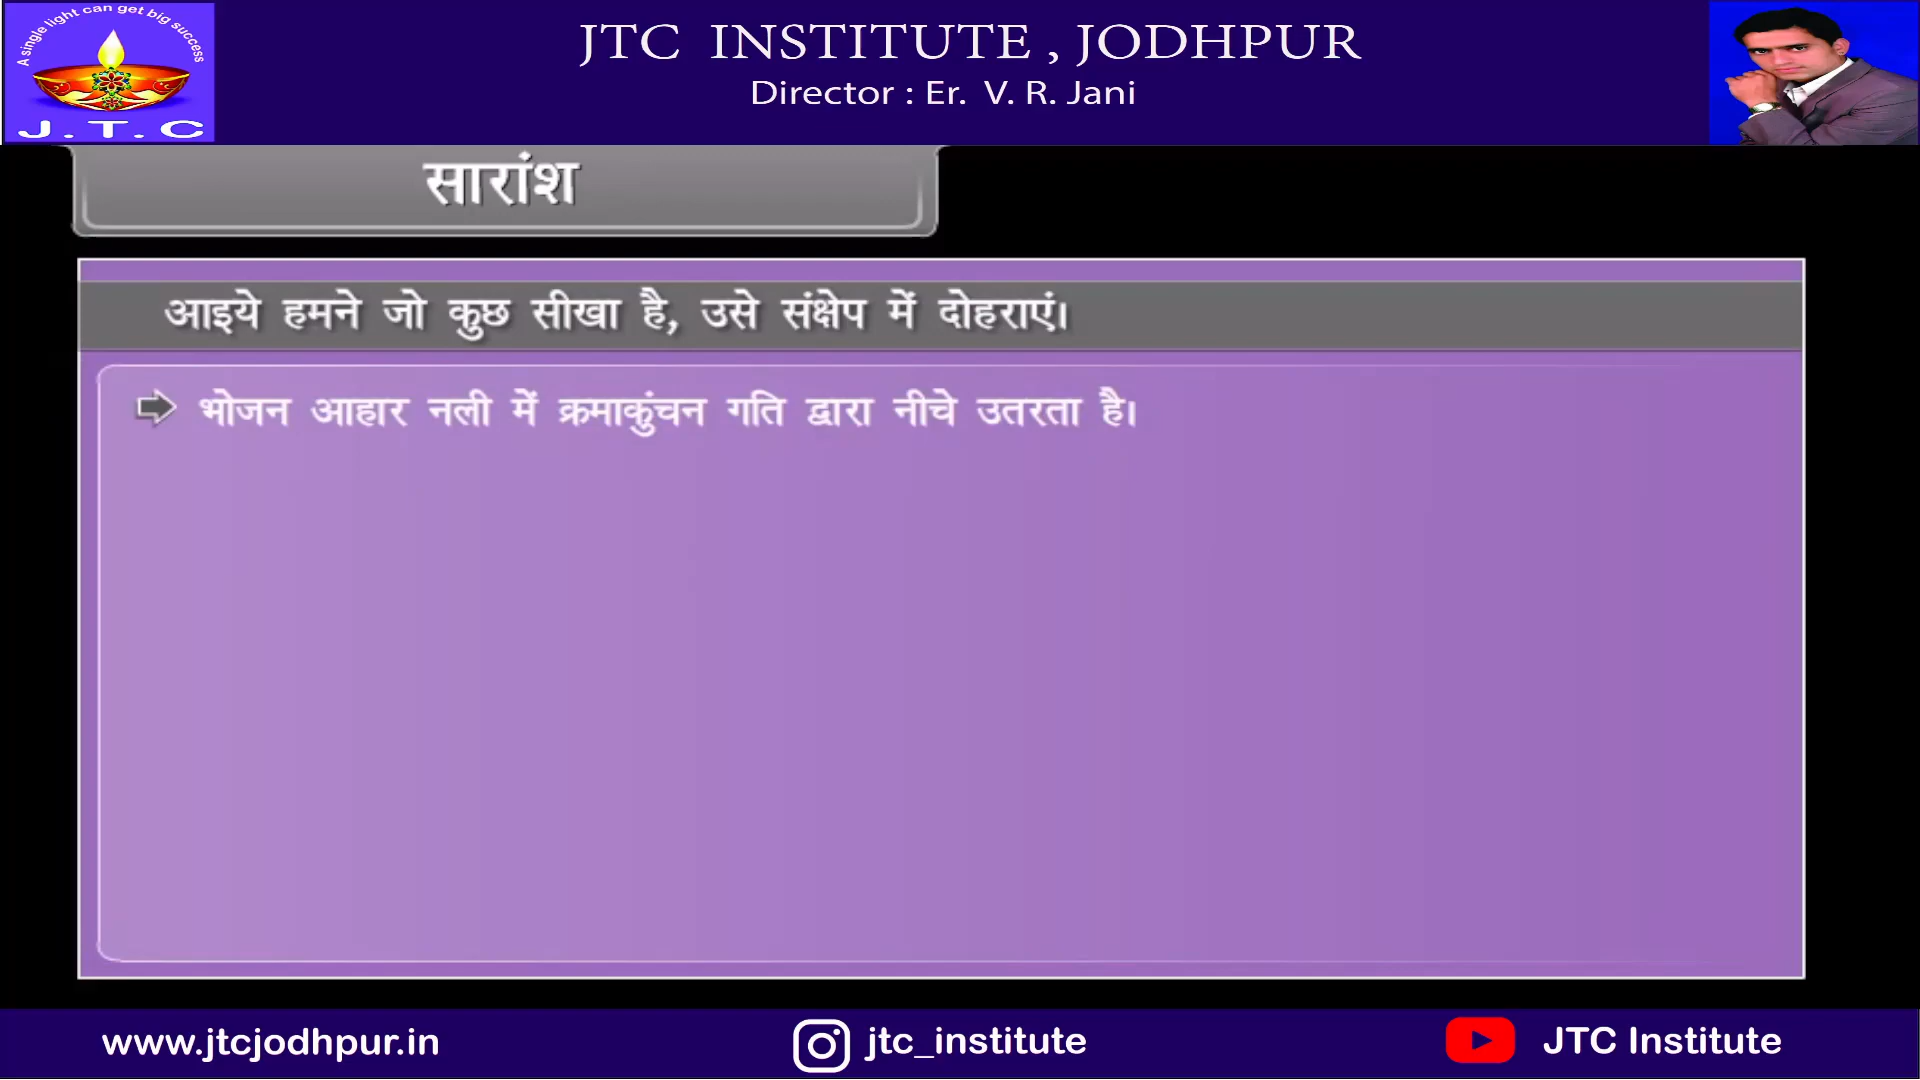 A single light can get big success
J.T.C
JTC INSTITUTE, JODHPUR
Director : Er. V. R. Jani
सारांश
आइये हमने जो कुछ सीखा है, उसे संक्षेप में दोहराएं।
भोजन आहार नली में क्रमाकुंचन गति द्वारा नीचे उतरता है।
www.jtcjodhpur.in
jtc_institute
JTC Institute